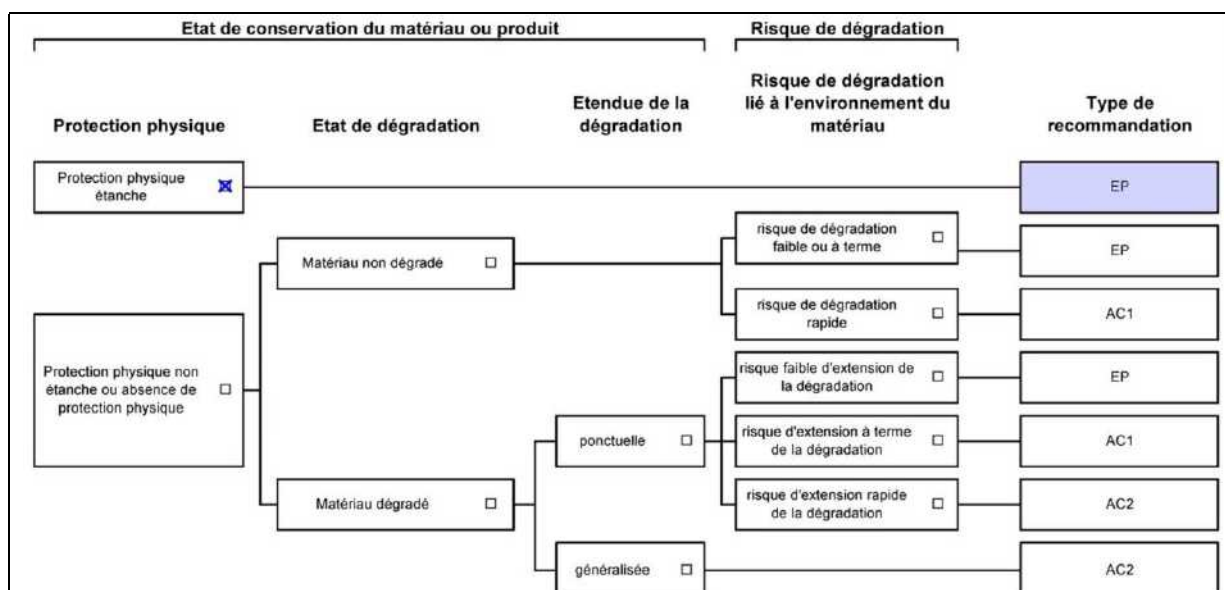 Etat de conservation du matériau ou produit
Risque de dégradation
Protection physique
Etat de dégradation
Etendue de la
dégradation
Risque de dégradation
lié à l'environnement du
matériau
Type de
recommandation
Protection physique
étanche
EP
Matériau non dégradé
risque de dégradation
faible ou à terme
EP
risque de dégradation
rapide
AC1
Protection physique non
étanche ou absence de
protection physique
risque faible d'extension de
la dégradation
EP
ponctuelle
risque d'extension à terme
de la dégradation
AC1
Matériau dégradé
risque d'extension rapide
de la dégradation
AC2
généralisée
AC2